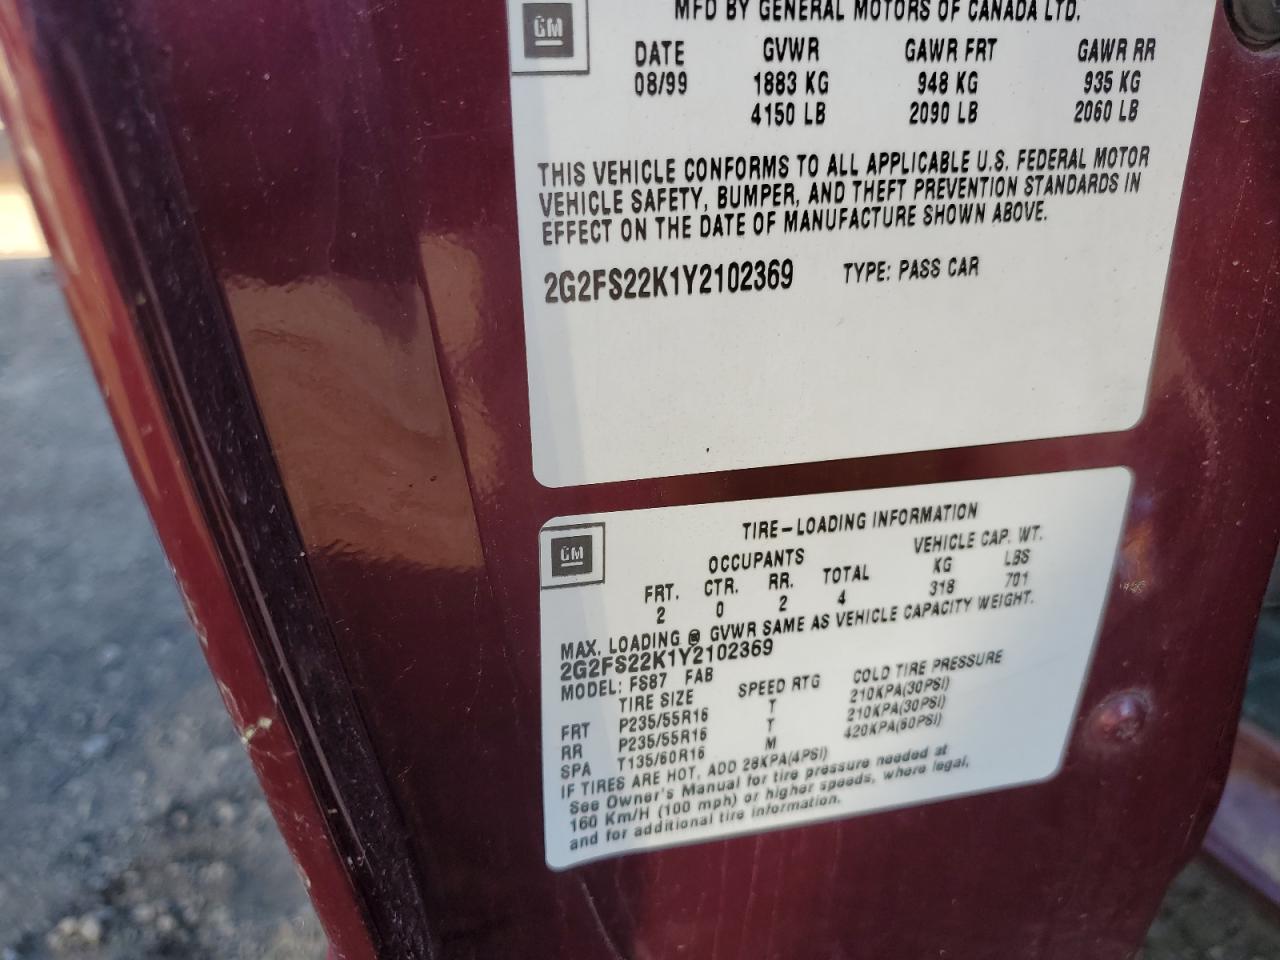 GM
MFD BY GENERAL MOTORS OF CANADA LTD.
DATE GVWR GAWR FRT GAWR RR
08/99 1883 KG 948 KG 935 KG
4150 LB 2090 LB 2060 LB
THIS VEHICLE CONFORMS TO ALL APPLICABLE U.S. FEDERAL MOTOR
VEHICLE SAFETY, BUMPER, AND THEFT PREVENTION STANDARDS IN
EFFECT ON THE DATE OF MANUFACTURE SHOWN ABOVE.
2G2FS22K1Y2102369 TYPE: PASS CAR
GM
TIRE-LOADING INFORMATION
OCCUPANTS VEHICLE CAP. WT.
FRT. CTR. RR. TOTAL KG LBS
2 0 2 4 318 701
MAX. LOADING @ GVWR SAME AS VEHICLE CAPACITY WEIGHT.
2G2FS22K1Y2102369
MODEL: FS87 FAB
TIRE SIZE SPEED RTG COLD TIRE PRESSURE
FRT P235/55R16 T 210KPA(30PSI)
RR P235/55R16 T 210KPA(30PSI)
SPA T135/60R16 M 420KPA(60PSI)
IF TIRES ARE HOT, ADD 28KPA(4PSI)
See Owner's Manual for tire pressure needed at
160 Km/H (100 mph) or higher speeds, where legal,
and for additional tire information.